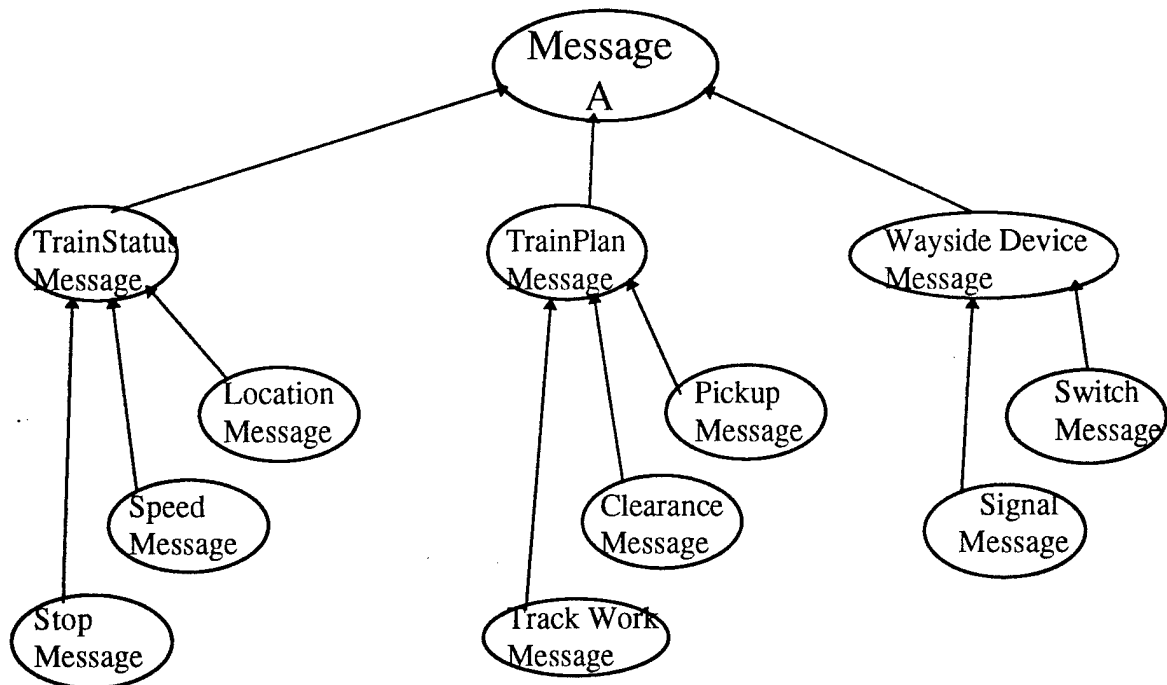 Message
A
TrainStatus
Message
TrainPlan
Message
Wayside Device
Message
Location
Message
Pickup
Message
Switch
Message
Speed
Message
Clearance
Message
Signal
Message
Stop
Message
Track Work
Message